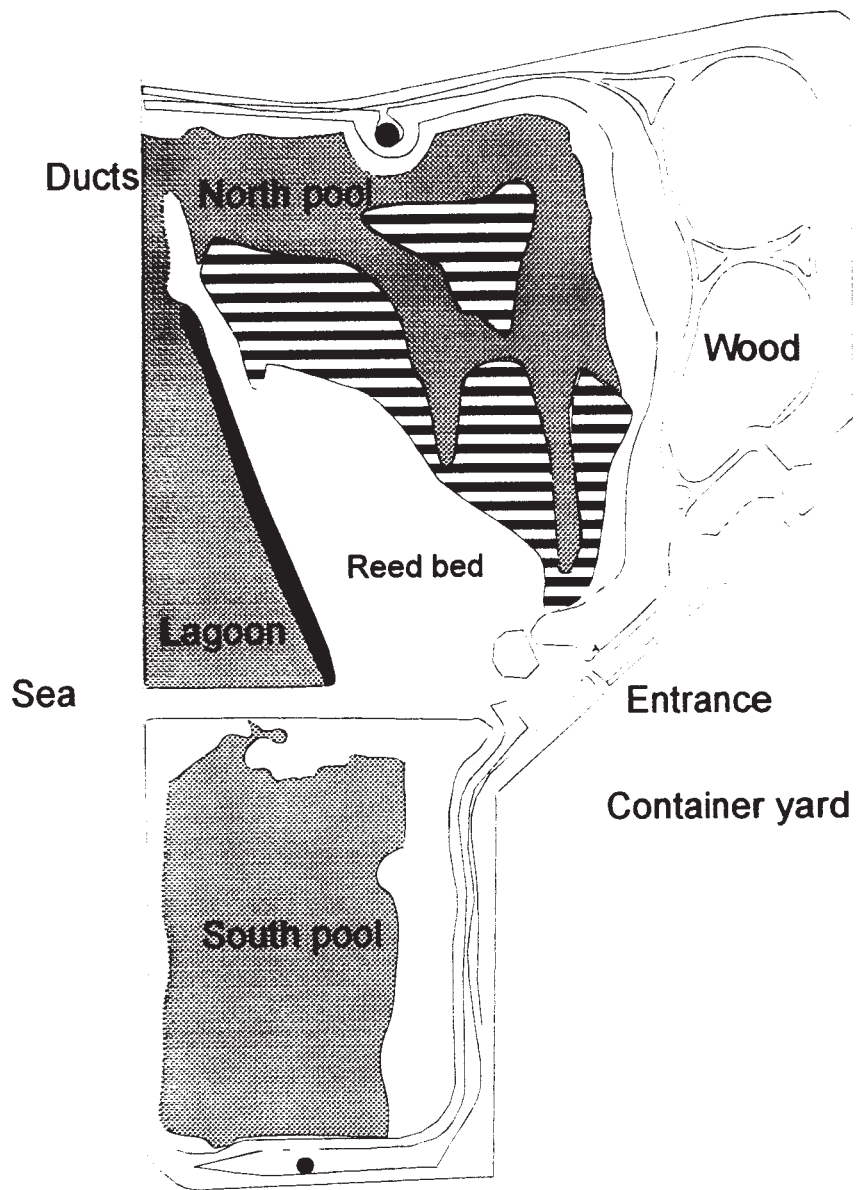 Ducts
North pool
Wood
Reed bed
Lagoon
Sea
Entrance
Container yard
South pool